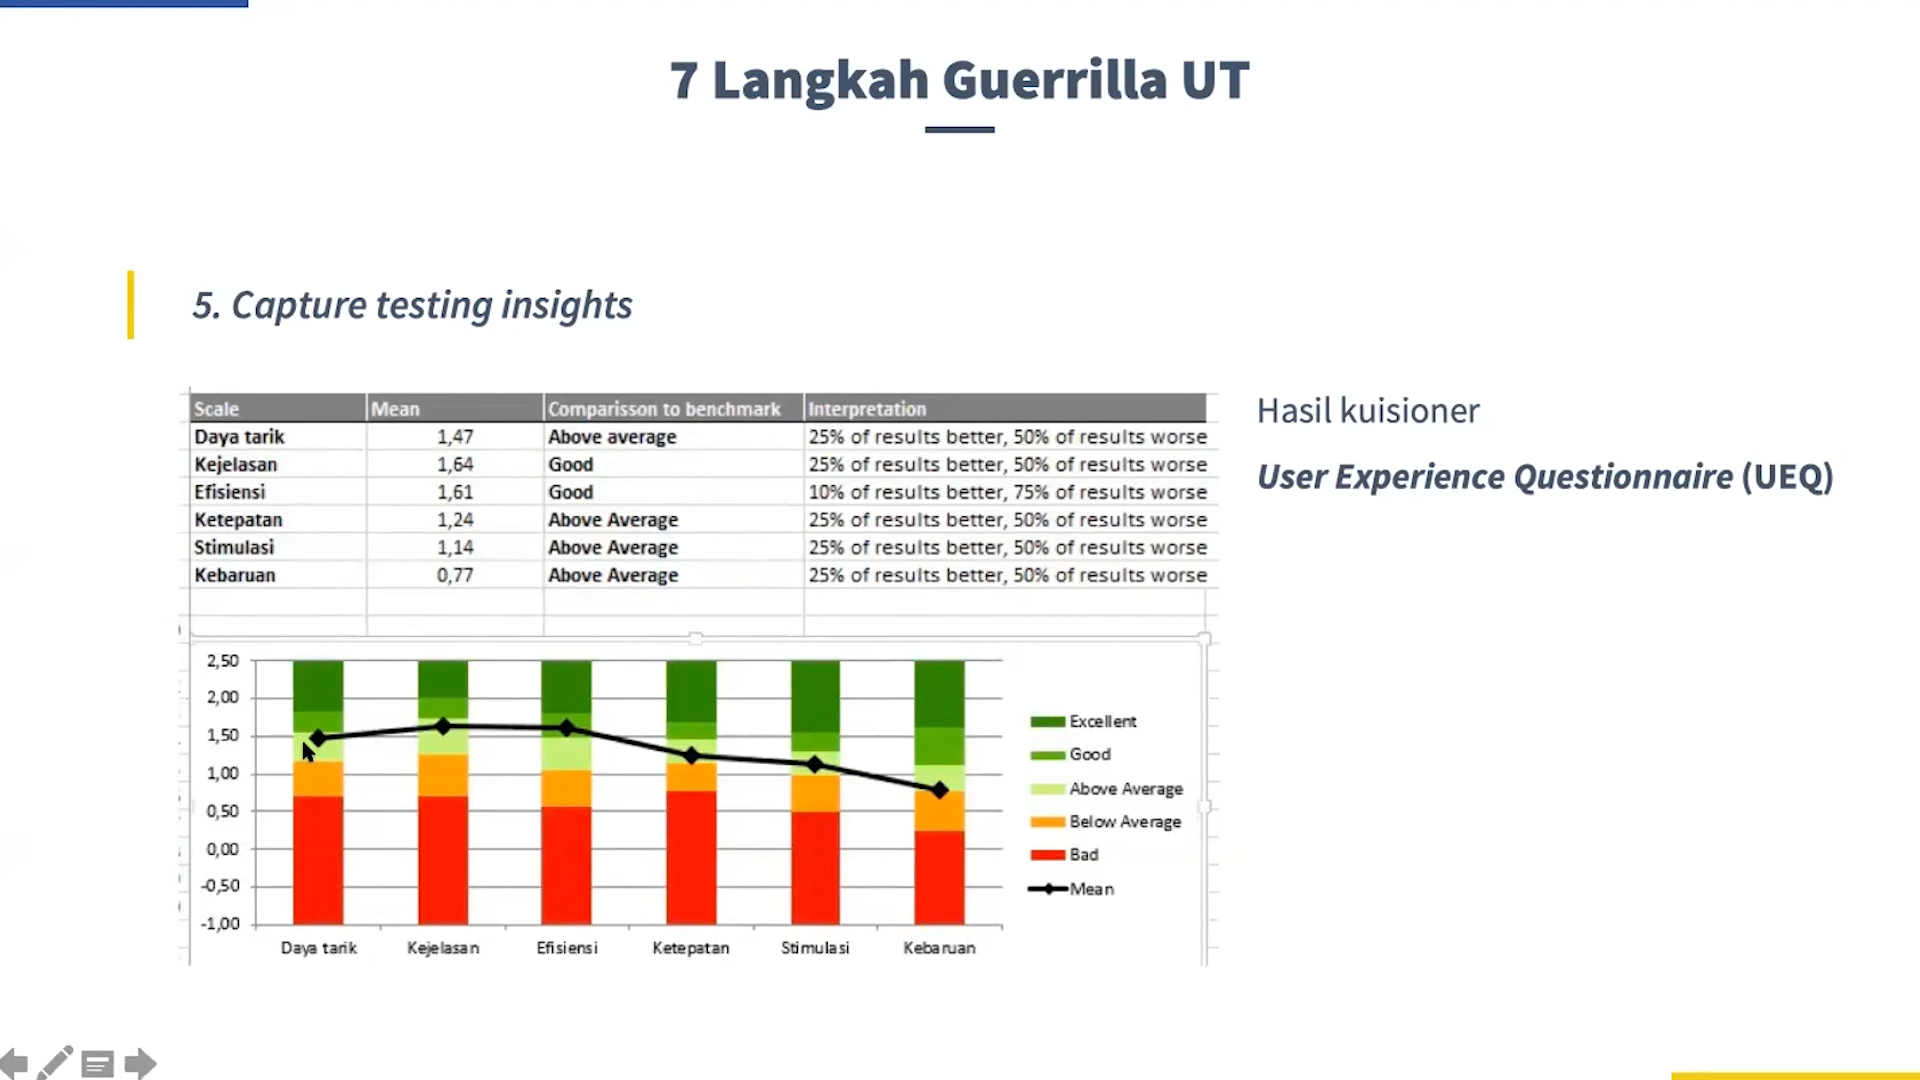 7 Langkah Guerrilla UT
5. Capture testing insights
Scale Mean Comparisson to benchmark Interpretation
Daya tarik 1,47 Above average 25% of results better, 50% of results worse
Kejelasan 1,64 Good 25% of results better, 50% of results worse
Efisiensi 1,61 Good 10% of results better, 75% of results worse
Ketepatan 1,24 Above Average 25% of results better, 50% of results worse
Stimulasi 1,14 Above Average 25% of results better, 50% of results worse
Kebaruan 0,77 Above Average 25% of results better, 50% of results worse
Hasil kuisioner
User Experience Questionnaire (UEQ)
2,50
2,00
1,50
1,00
0,50
0,00
-0,50
-1,00
Daya tarik Kejelasan Efisiensi Ketepatan Stimulasi Kebaruan
Excellent
Good
Above Average
Below Average
Bad
Mean